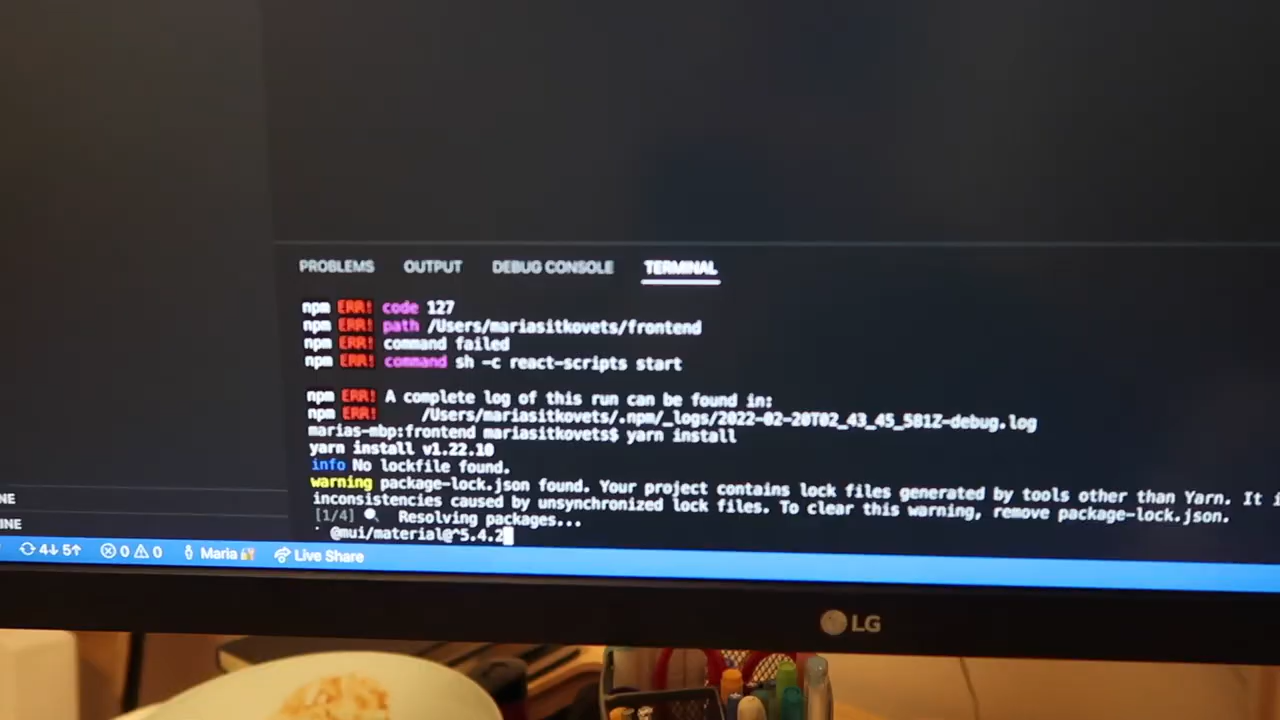 PROBLEMS OUTPUT DEBUG CONSOLE TERMINAL
npm ERR! code 127
npm ERR! path /Users/mariasitkovets/frontend
npm ERR! command failed
npm ERR! command sh -c react-scripts start
npm ERR! A complete log of this run can be found in:
npm ERR! /Users/mariasitkovets/.npm/_logs/2022-02-20T02_43_45_581Z-debug.log
marias-mbp:frontend mariasitkovets$ yarn install
yarn install v1.22.10
info No lockfile found.
warning package-lock.json found. Your project contains lock files generated by tools other than Yarn. It i
inconsistencies caused by unsynchronized lock files. To clear this warning, remove package-lock.json.
[1/4] 🔍 Resolving packages...
⠁ @mui/material@^5.4.2
NE
INE
4↓ 5↑ 0 0 Maria Live Share
LG